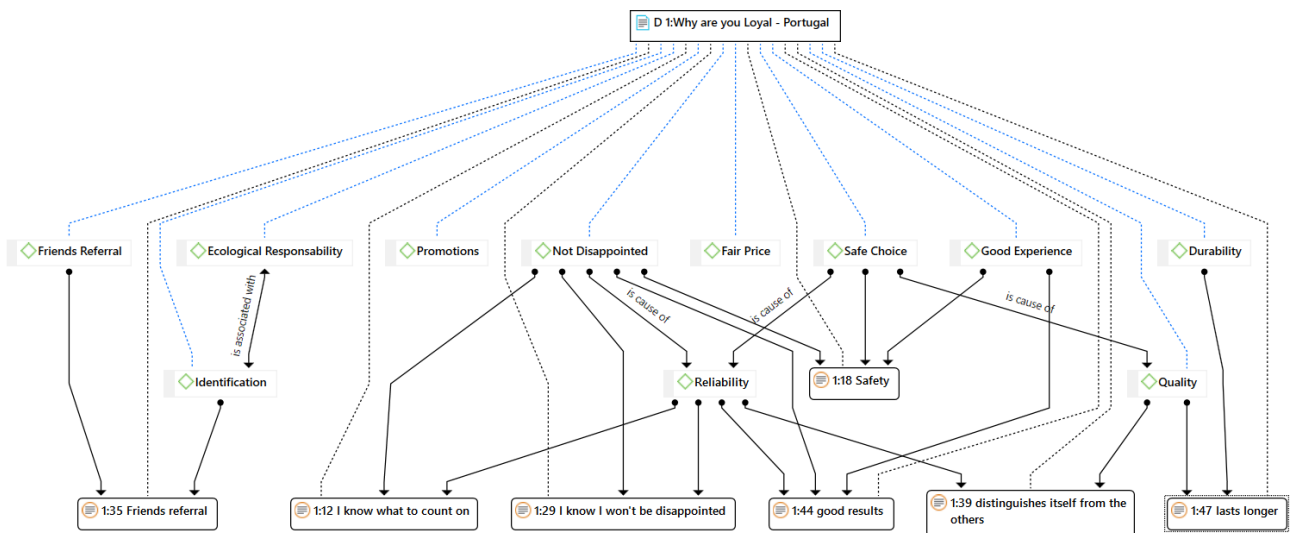 D 1:Why are you Loyal - Portugal
Friends Referral
Ecological Responsability
Promotions
Not Disappointed
Fair Price
Safe Choice
Good Experience
Durability
is associated with
is cause of
is cause of
is cause of
Identification
Reliability
1:18 Safety
Quality
1:35 Friends referral
1:12 I know what to count on
1:29 I know I won't be disappointed
1:44 good results
1:39 distinguishes itself from the
others
1:47 lasts longer